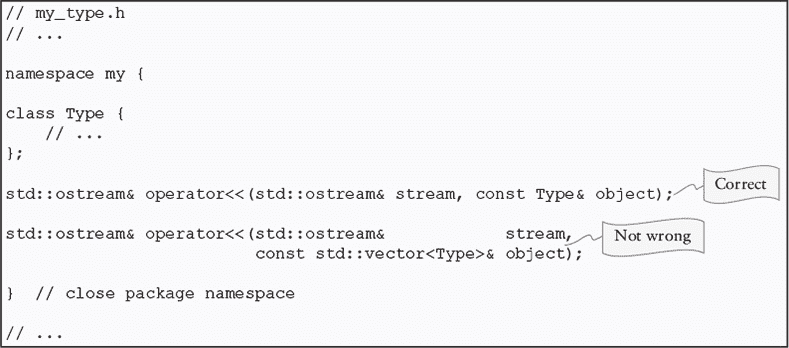 // my_type.h
// ...
namespace my {
class Type {
    // ...
};
std::ostream& operator<<(std::ostream& stream, const Type& object);
Correct
std::ostream& operator<<(std::ostream&          stream,
Not wrong
                         const std::vector<Type>& object);
}  // close package namespace
// ...